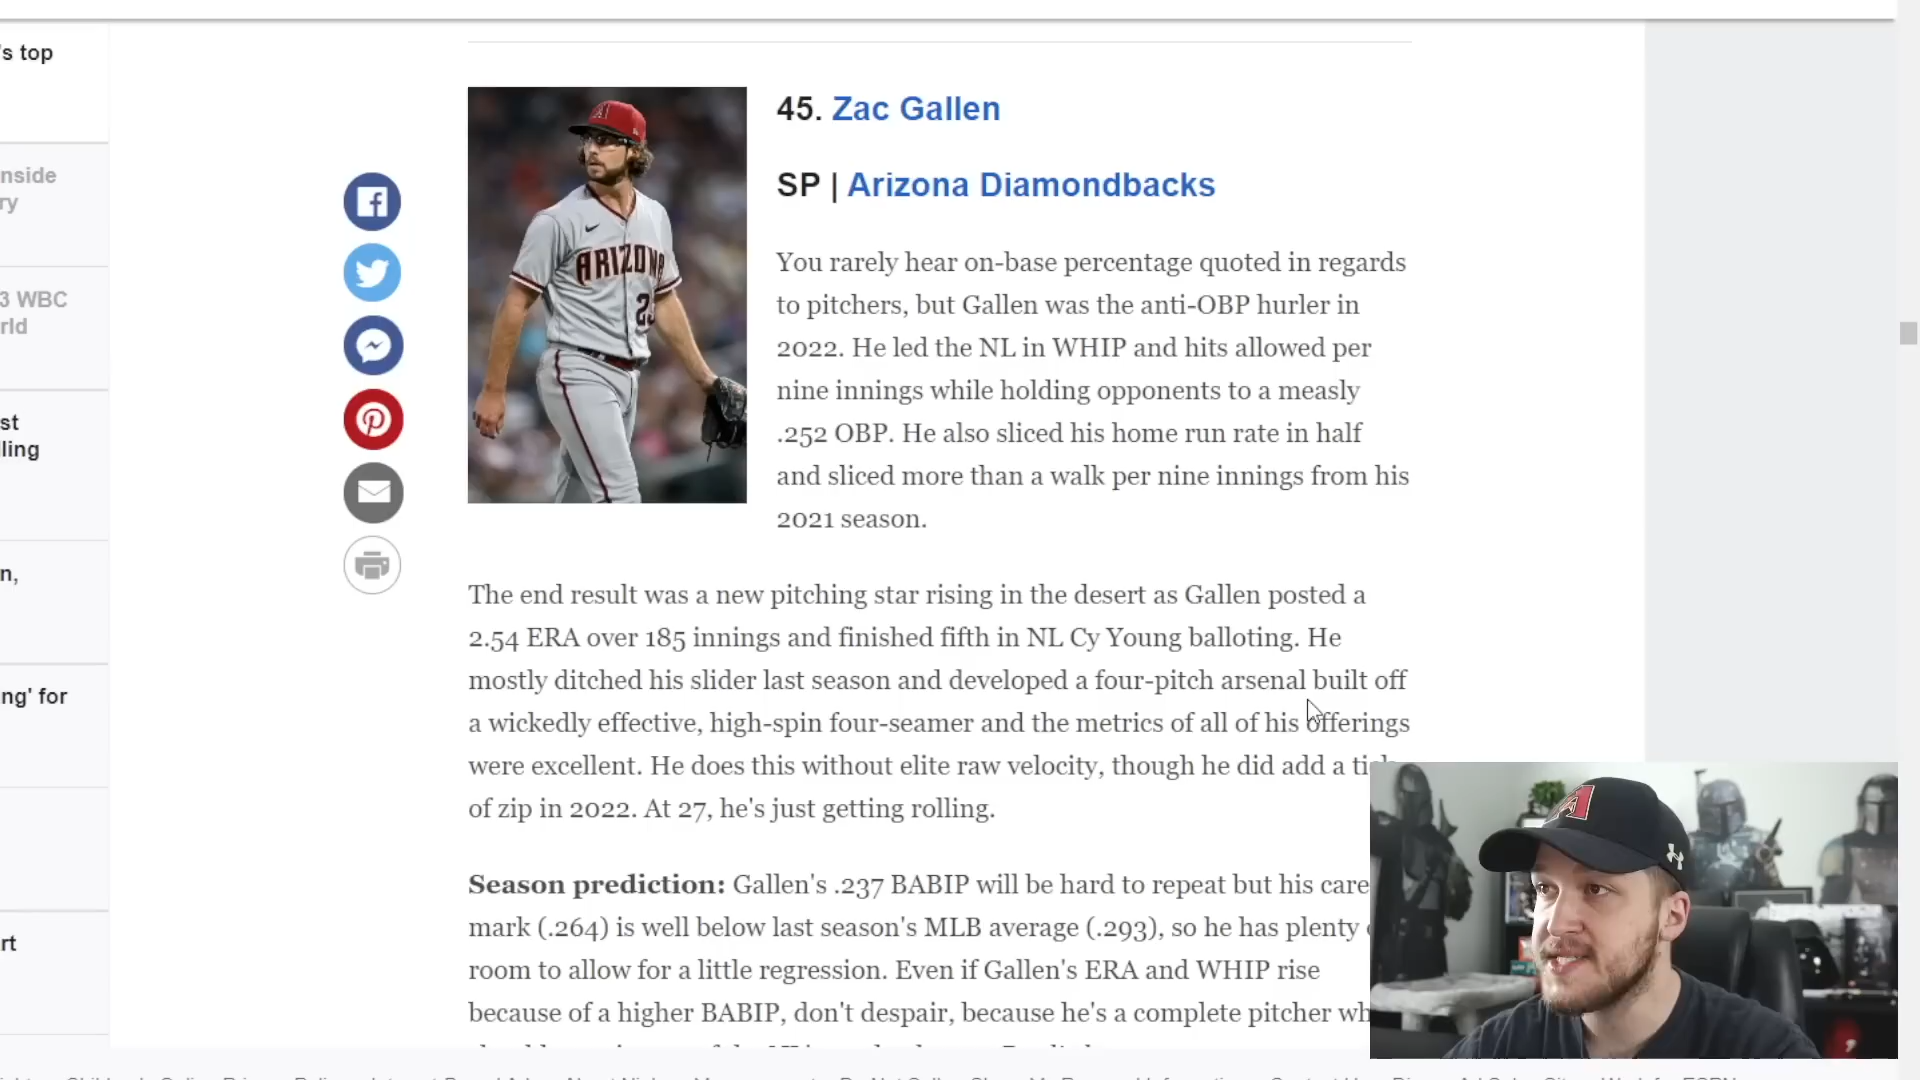 's top
nside
ry
3 WBC
rld
st
lling
n,
ng' for
rt
ARIZONA
45. Zac Gallen
SP | Arizona Diamondbacks
You rarely hear on-base percentage quoted in regards
to pitchers, but Gallen was the anti-OBP hurler in
2022. He led the NL in WHIP and hits allowed per
nine innings while holding opponents to a measly
.252 OBP. He also sliced his home run rate in half
and sliced more than a walk per nine innings from his
2021 season.
The end result was a new pitching star rising in the desert as Gallen posted a
2.54 ERA over 185 innings and finished fifth in NL Cy Young balloting. He
mostly ditched his slider last season and developed a four-pitch arsenal built off
a wickedly effective, high-spin four-seamer and the metrics of all of his offerings
were excellent. He does this without elite raw velocity, though he did add a
of zip in 2022. At 27, he's just getting rolling.
Season prediction: Gallen's .237 BABIP will be hard to repeat but his care
mark (.264) is well below last season's MLB average (.293), so he has plenty
room to allow for a little regression. Even if Gallen's ERA and WHIP rise
because of a higher BABIP, don't despair, because he's a complete pitcher wh